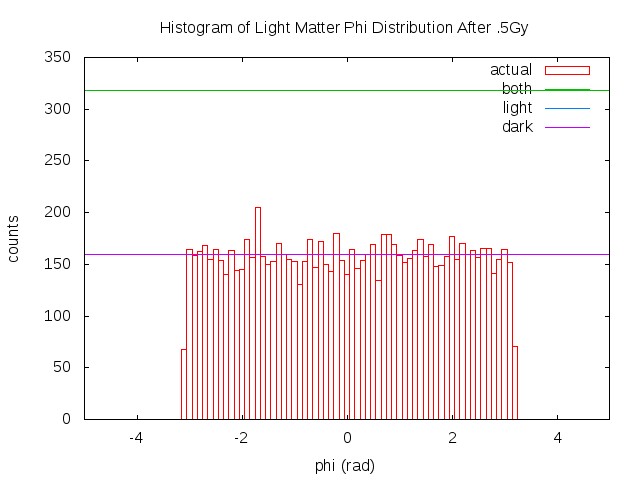 Histogram of Light Matter Phi Distribution After .5Gy
350
300
250
200
150
100
50
0
counts
actual
both
light
dark
-4
-2
0
2
4
phi (rad)